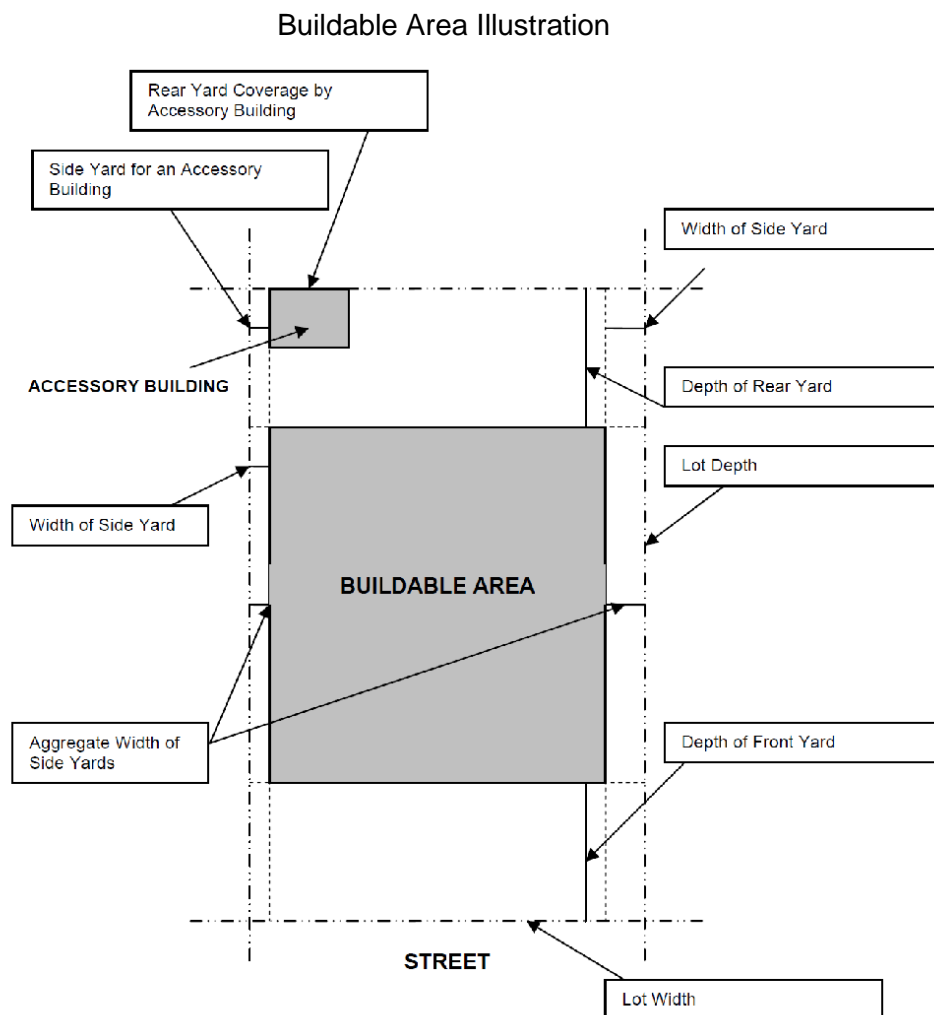 Buildable Area Illustration
Rear Yard Coverage by
Accessory Building
Side Yard for an Accessory
Building
Width of Side Yard
ACCESSORY BUILDING
Depth of Rear Yard
Lot Depth
Width of Side Yard
BUILDABLE AREA
Aggregate Width of
Side Yards
Depth of Front Yard
STREET
Lot Width